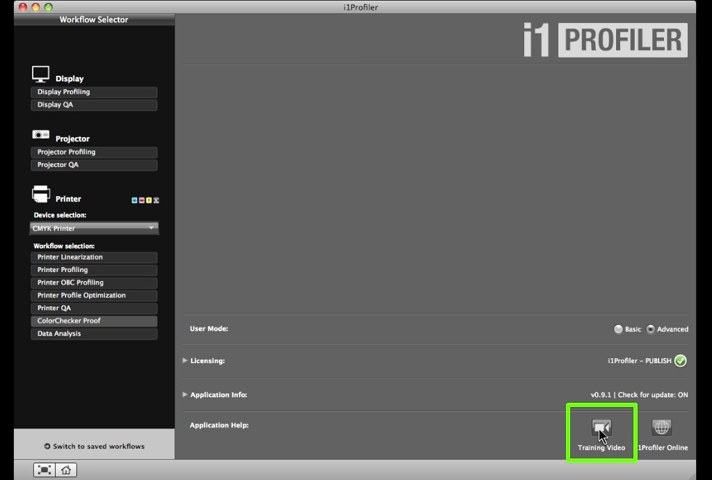 i1Profiler
Workflow Selector
i1 PROFILER
Display
Display Profiling
Display QA
Projector
Projector Profiling
Projector QA
Printer
Device selection:
CMYK Printer
Workflow selection:
Printer Linearization
Printer Profiling
Printer OBC Profiling
Printer Profile Optimization
Printer QA
ColorChecker Proof
Data Analysis
Switch to saved workflows
User Mode:
Basic Advanced
Licensing:
i1Profiler – PUBLISH
Application Info:
v0.9.1 | Check for update: ON
Application Help:
Training Video
i1Profiler Online